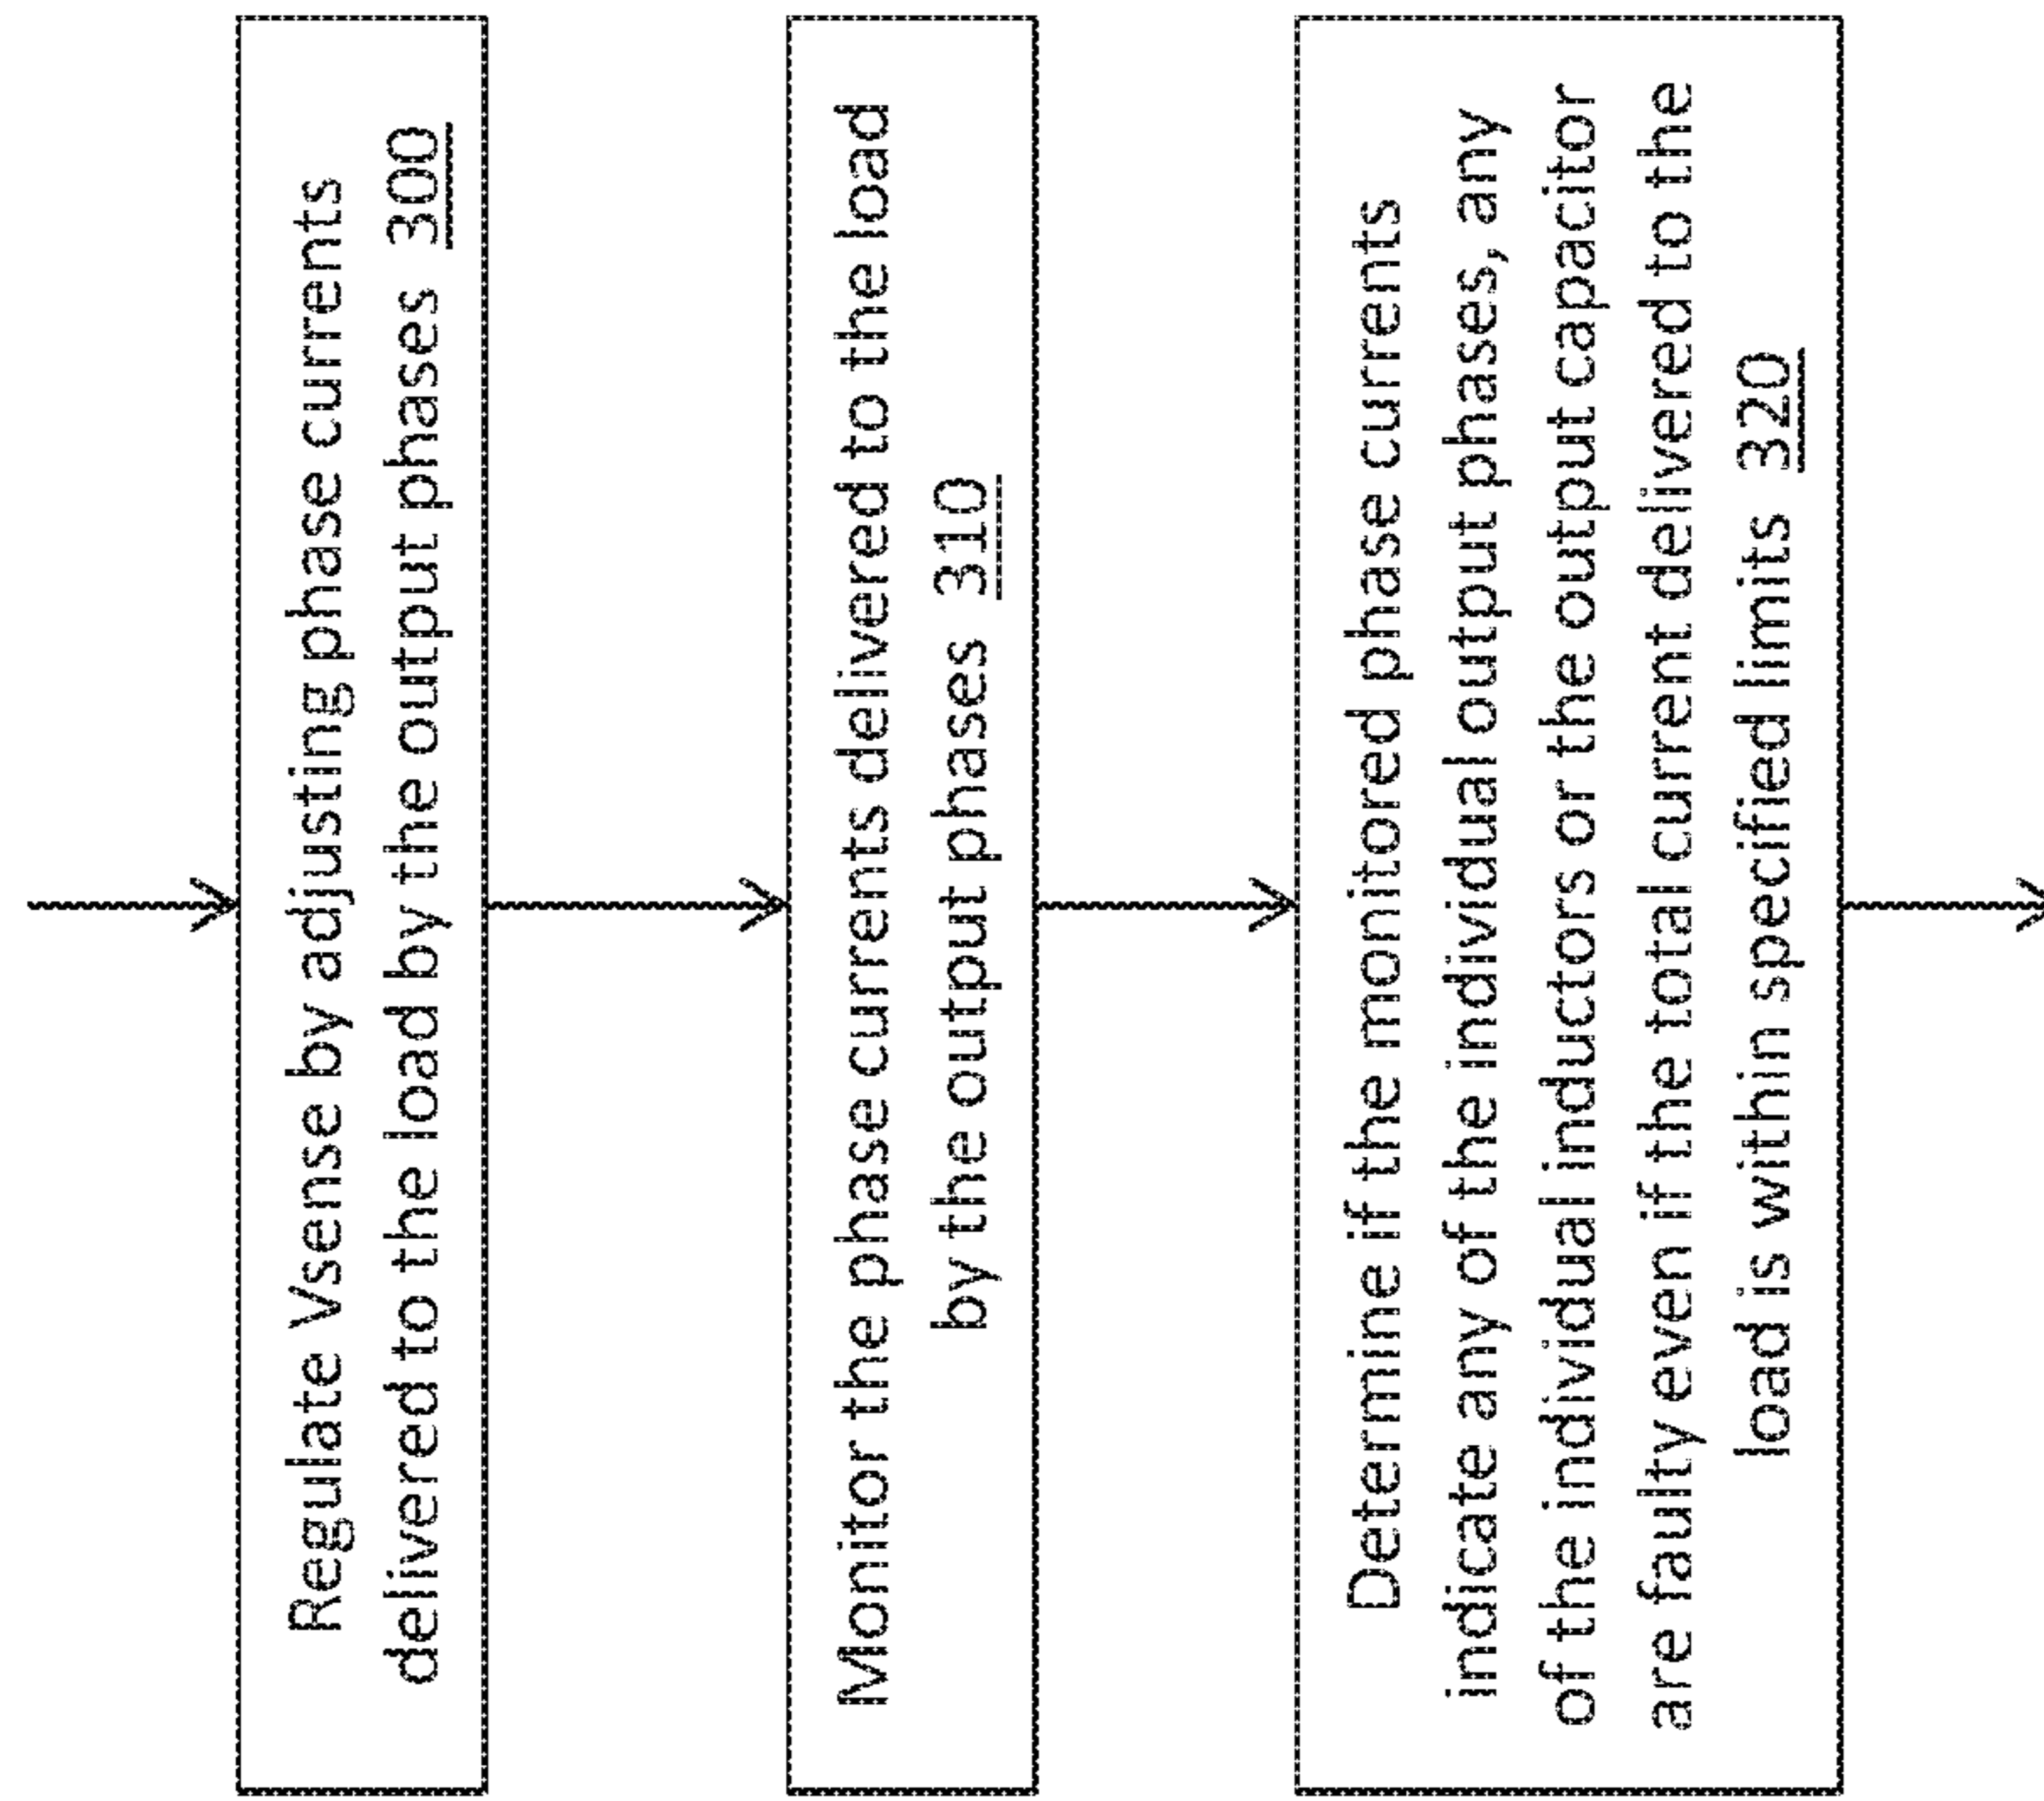 Regulate Vsense by adjusting phase currents
delivered to the load by the output phases 300
Monitor the phase currents delivered to the load
by the output phases 310
Determine if the monitored phase currents
indicate any of the individual output phases, any
of the individual inductors or the output capacitor
are faulty even if the total current delivered to the
load is within specified limits 320